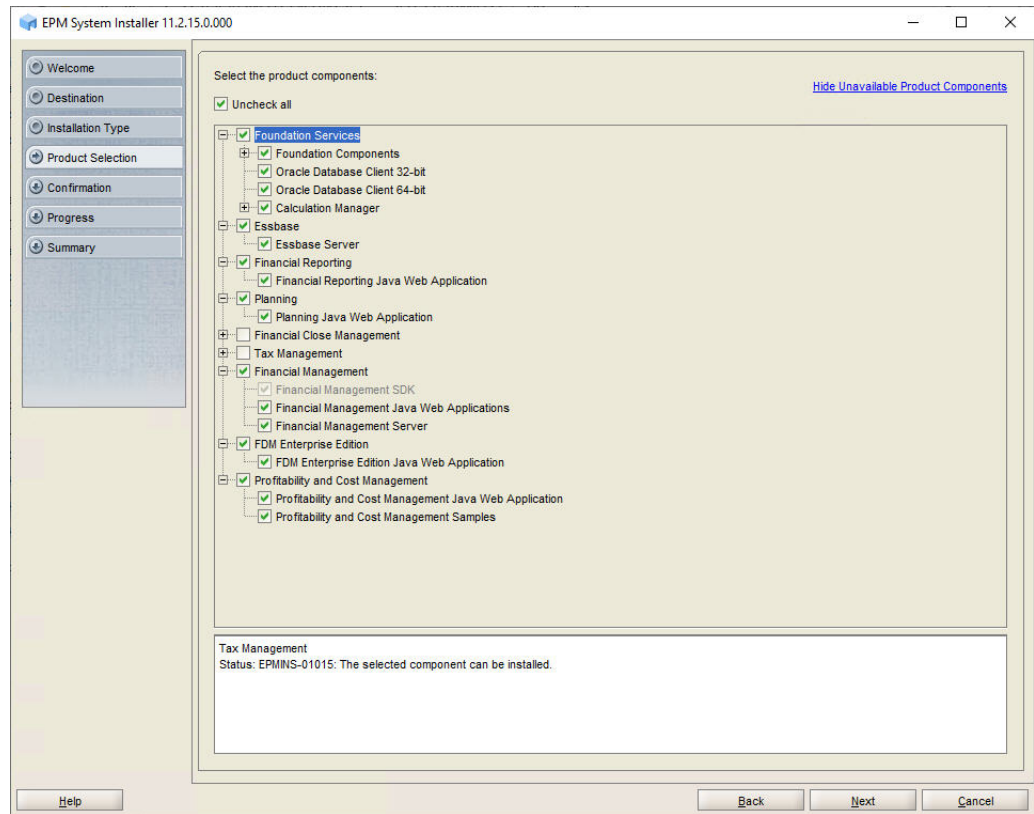 EPM System Installer 11.2.15.0.000
Welcome
Destination
Installation Type
Product Selection
Confirmation
Progress
Summary
Select the product components:
Hide Unavailable Product Components
Uncheck all
Foundation Services
Foundation Components
Oracle Database Client 32-bit
Oracle Database Client 64-bit
Calculation Manager
Essbase
Essbase Server
Financial Reporting
Financial Reporting Java Web Application
Planning
Planning Java Web Application
Financial Close Management
Tax Management
Financial Management
Financial Management SDK
Financial Management Java Web Applications
Financial Management Server
FDM Enterprise Edition
FDM Enterprise Edition Java Web Application
Profitability and Cost Management
Profitability and Cost Management Java Web Application
Profitability and Cost Management Samples
Tax Management
Status: EPMINS-01015: The selected component can be installed.
Help
Back
Next
Cancel